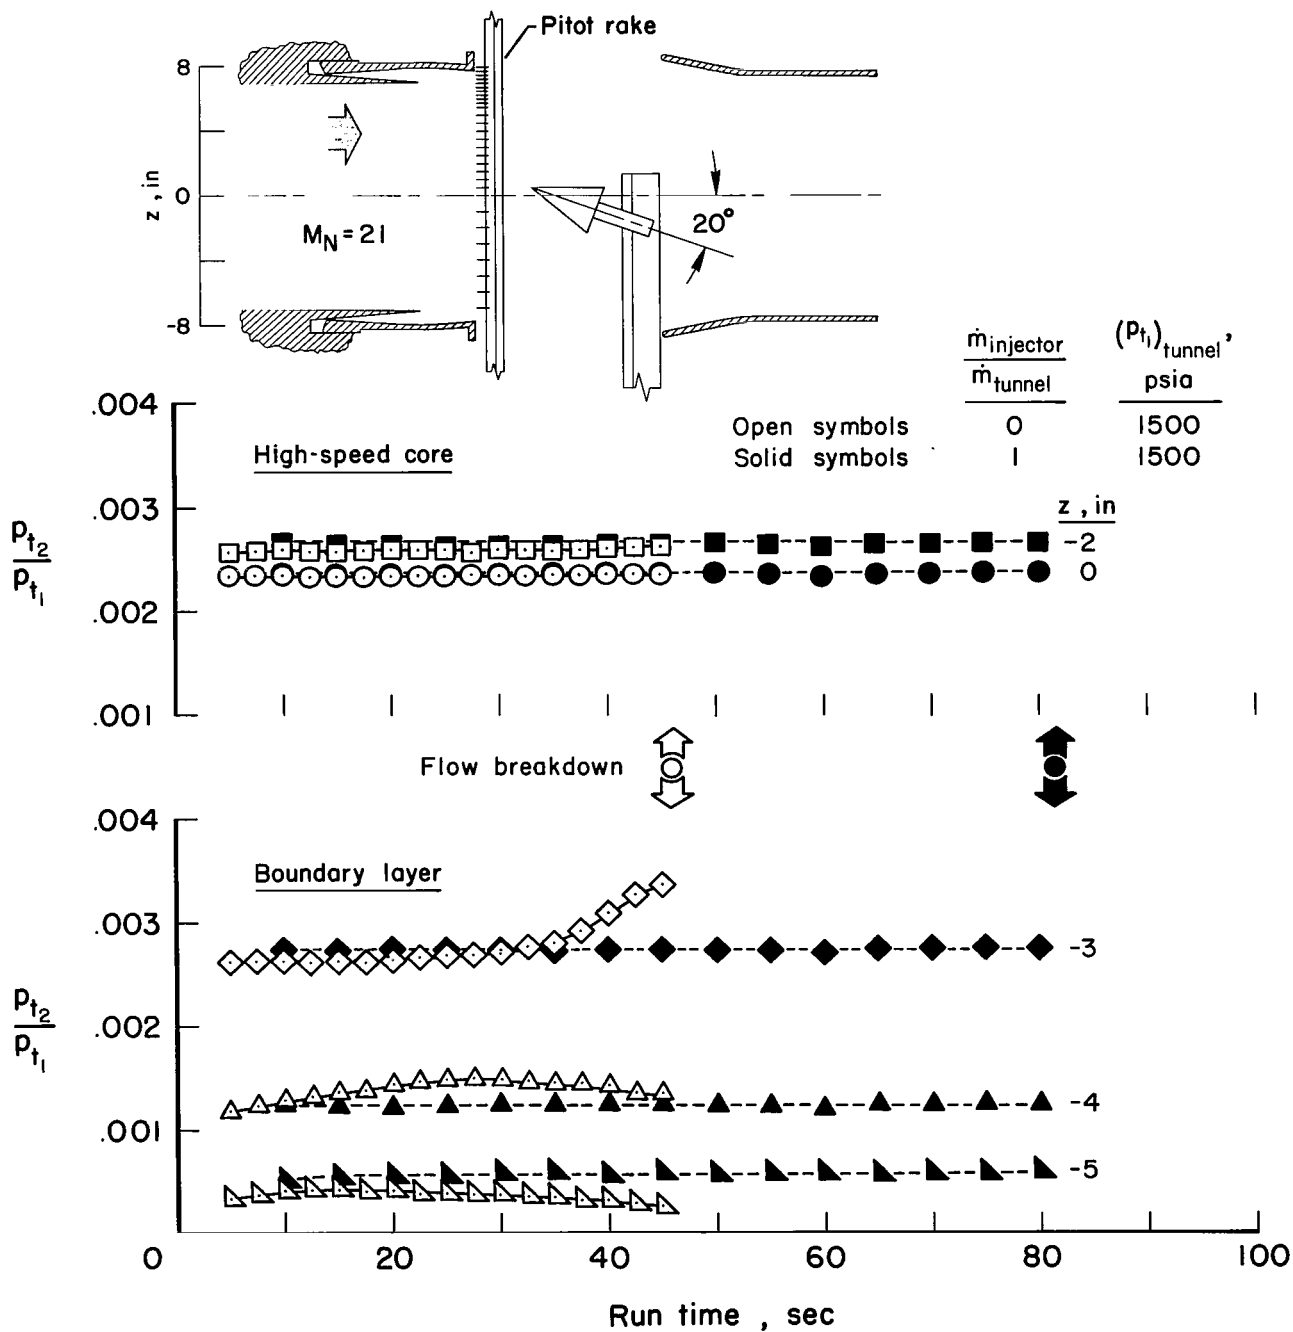 Pitot rake
8
z, in
0
-8
M_N = 21
20°
ṁ_injector / ṁ_tunnel
(p_t1)_tunnel, psia
Open symbols 0 1500
Solid symbols 1 1500
.004
High-speed core
z, in
.003
-2
p_t2 / p_t1
0
.002
.001
Flow breakdown
.004
Boundary layer
.003
-3
p_t2 / p_t1
.002
-4
.001
-5
0 20 40 60 80 100
Run time, sec